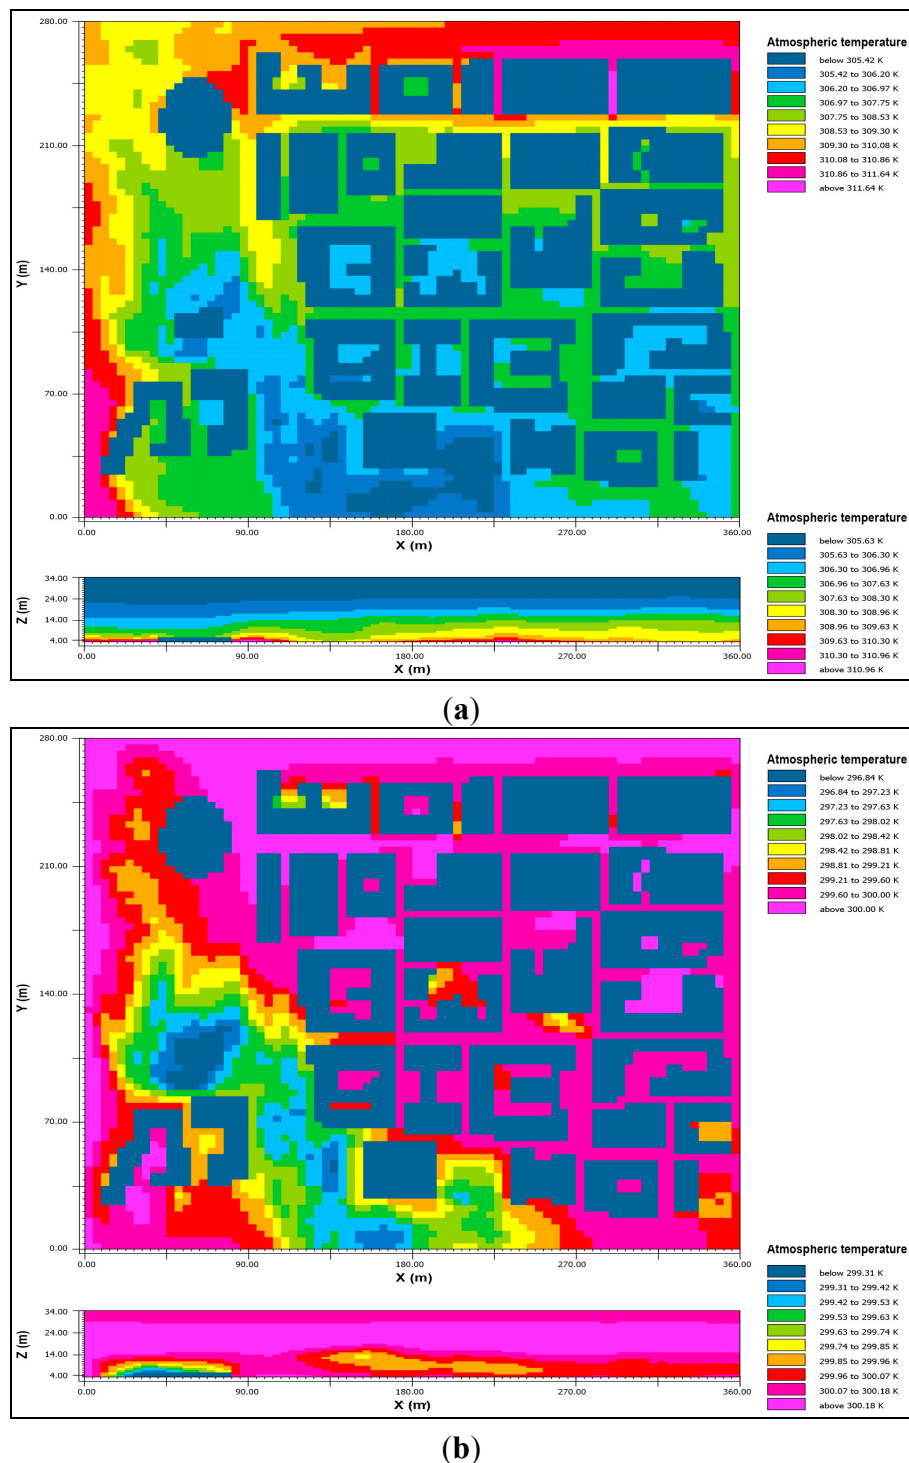 Atmospheric temperature
below 305.42 K
305.42 to 306.20 K
306.20 to 306.97 K
306.97 to 307.75 K
307.75 to 308.53 K
308.53 to 309.30 K
309.30 to 310.08 K
310.08 to 310.86 K
310.86 to 311.64 K
above 311.64 K
Y (m)
280.00
210.00
140.00
70.00
0.00
0.00 90.00 180.00 270.00 360.00
X (m)
Atmospheric temperature
below 305.63 K
305.63 to 306.30 K
306.30 to 306.96 K
306.96 to 307.63 K
307.63 to 308.30 K
308.30 to 308.96 K
308.96 to 309.63 K
309.63 to 310.30 K
310.30 to 310.96 K
above 310.96 K
Z (m)
34.00
24.00
14.00
4.00
0.00 90.00 180.00 270.00 360.00
X (m)
(a)
Atmospheric temperature
below 296.84 K
296.84 to 297.23 K
297.23 to 297.63 K
297.63 to 298.02 K
298.02 to 298.42 K
298.42 to 298.81 K
298.81 to 299.21 K
299.21 to 299.60 K
299.60 to 300.00 K
above 300.00 K
Y (m)
280.00
210.00
140.00
70.00
0.00
0.00 90.00 180.00 270.00 360.00
X (m)
Atmospheric temperature
below 299.31 K
299.31 to 299.42 K
299.42 to 299.53 K
299.53 to 299.63 K
299.63 to 299.74 K
299.74 to 299.85 K
299.85 to 299.96 K
299.96 to 300.07 K
300.07 to 300.18 K
above 300.18 K
Z (m)
34.00
24.00
14.00
4.00
0.00 90.00 180.00 270.00 360.00
X (m)
(b)